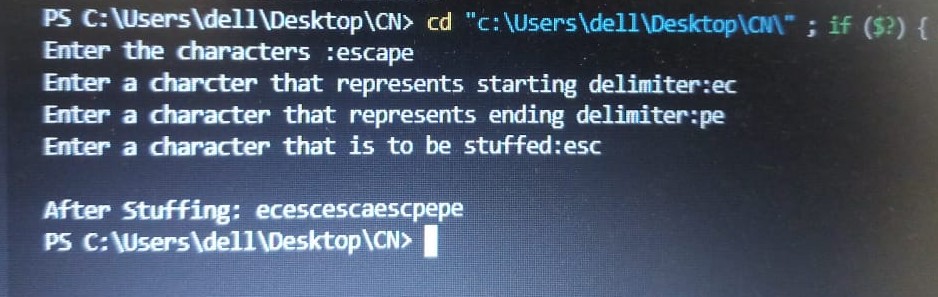 PS C:\Users\dell\Desktop\CN> cd "c:\Users\dell\Desktop\CN\" ; if ($?) {
Enter the characters :escape
Enter a charcter that represents starting delimiter:ec
Enter a character that represents ending delimiter:pe
Enter a character that is to be stuffed:esc
After Stuffing: ecescescaescpepe
PS C:\Users\dell\Desktop\CN>